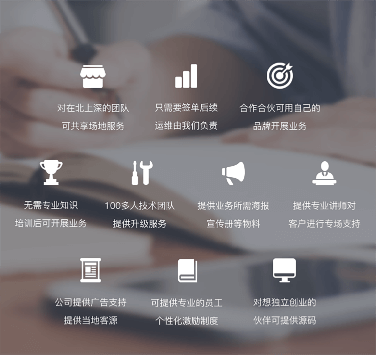 对在北上深的团队
可共享场地服务
只需要签单后续
运维由我们负责
合作合伙可用自己的
品牌开展业务
无需专业知识
培训后可开展业务
100多人技术团队
提供升级服务
提供业务所需海报
宣传册等物料
提供专业讲师对
客户进行专场支持
公司提供广告支持
提供当地客源
可提供专业的员工
个性化激励制度
对想独立创业的
伙伴可提供源码